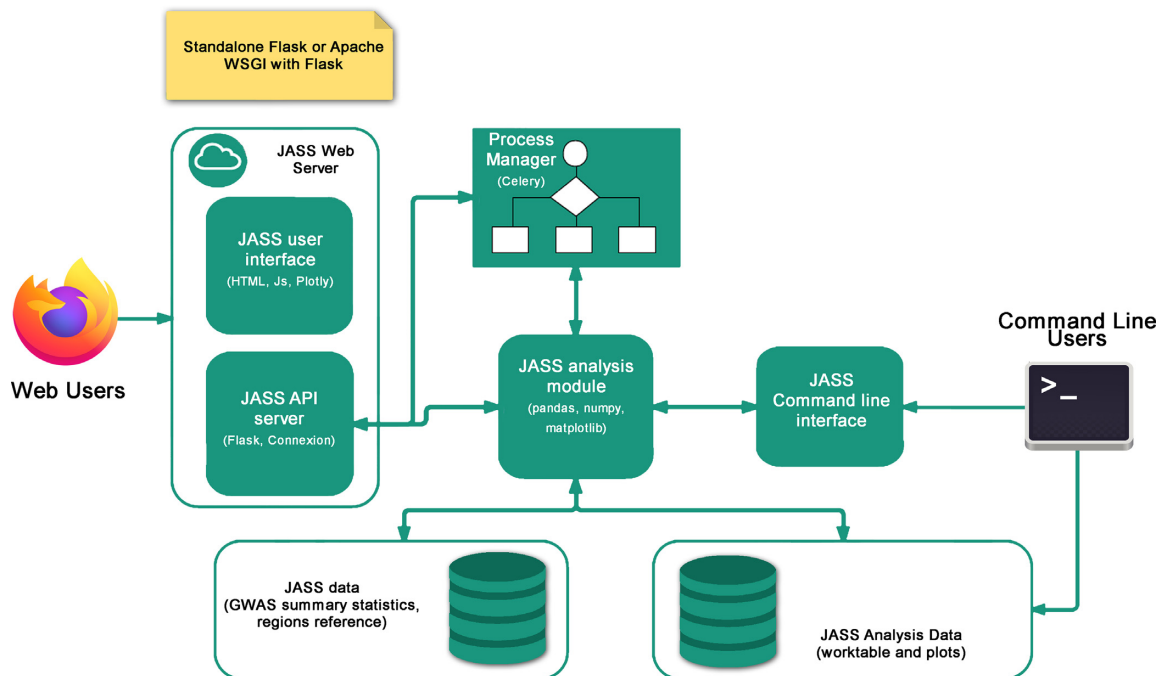 Standalone Flask or Apache
WSGI with Flask
JASS Web
Server
JASS user
interface
(HTML, Js, Plotly)
JASS API
server
(Flask, Connexion)
Web Users
Process
Manager
(Celery)
JASS analysis
module
(pandas, numpy,
matplotlib)
JASS
Command line
interface
Command Line
Users
>_
JASS data
(GWAS summary statistics,
regions reference)
JASS Analysis Data
(worktable and plots)